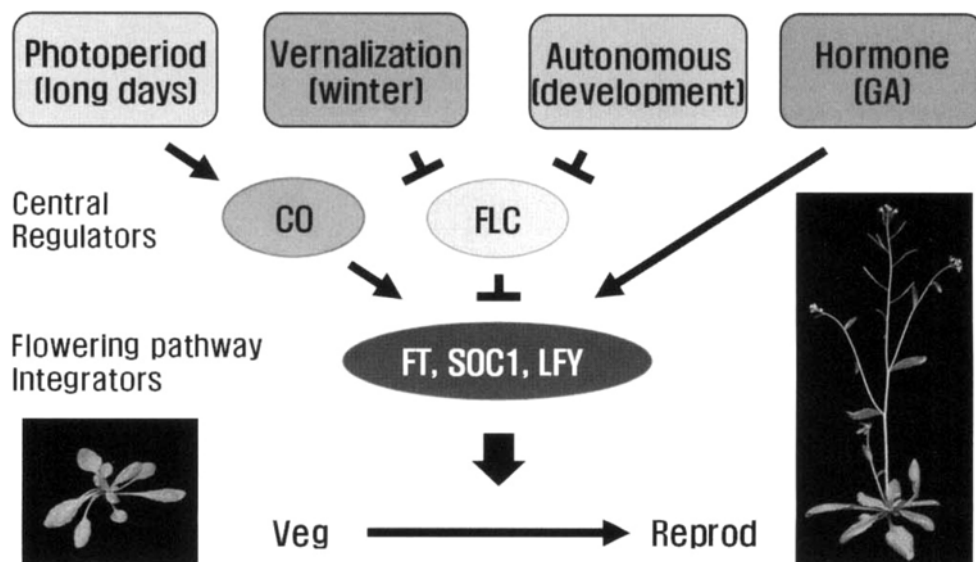 Photoperiod
(long days)
Vernalization
(winter)
Autonomous
(development)
Hormone
(GA)
Central
Regulators
CO
FLC
Flowering pathway
Integrators
FT, SOC1, LFY
Veg
Reprod